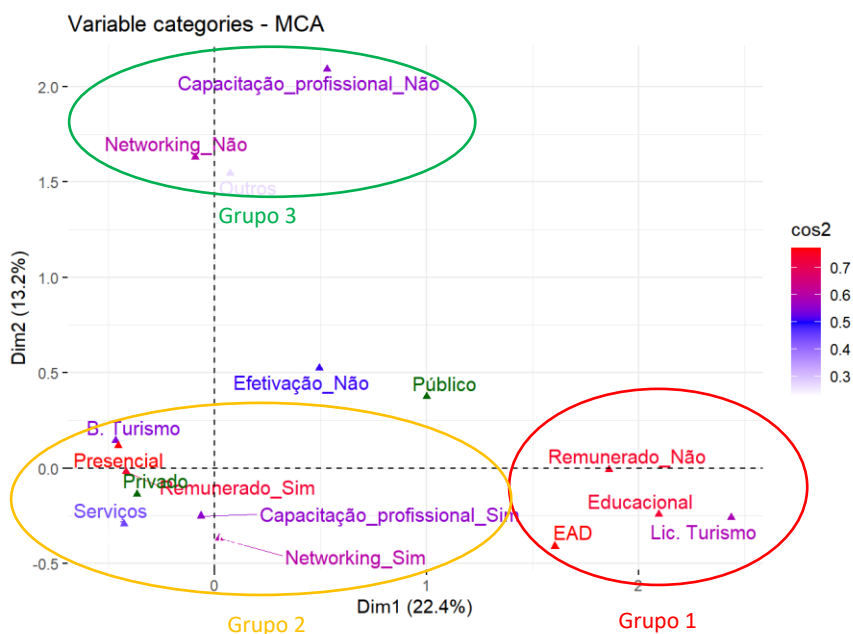 Variable categories - MCA
Capacitação_profissional_Não
Networking_Não
Outros
Grupo 3
Efetivação_Não
Público
B. Turismo
Presencial
Privado
Remunerado_Sim
Serviços
Capacitação_profissional_Sim
Networking_Sim
Remunerado_Não
Educacional
EAD
Lic. Turismo
2.0
1.5
1.0
0.5
0.0
-0.5
Dim2 (13.2%)
0
1
2
Dim1 (22.4%)
Grupo 2
Grupo 1
cos2
0.7
0.6
0.5
0.4
0.3